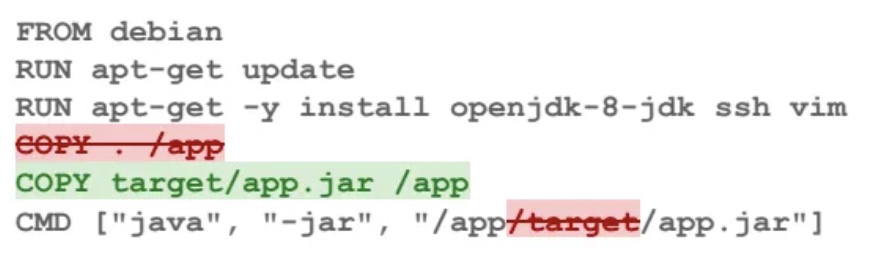 FROM debian
RUN apt-get update
RUN apt-get -y install openjdk-8-jdk ssh vim
COPY . /app
COPY target/app.jar /app
CMD ["java", "-jar", "/app/target/app.jar"]